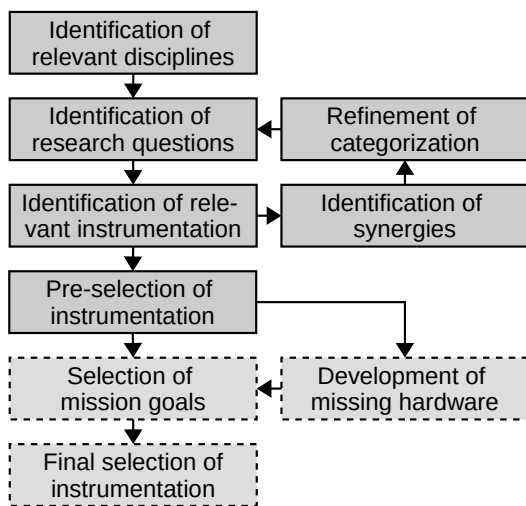 Identification of
relevant disciplines
Identification of
research questions
Refinement of
categorization
Identification of rele-
vant instrumentation
Identification of
synergies
Pre-selection of
instrumentation
Selection of
mission goals
Development of
missing hardware
Final selection of
instrumentation